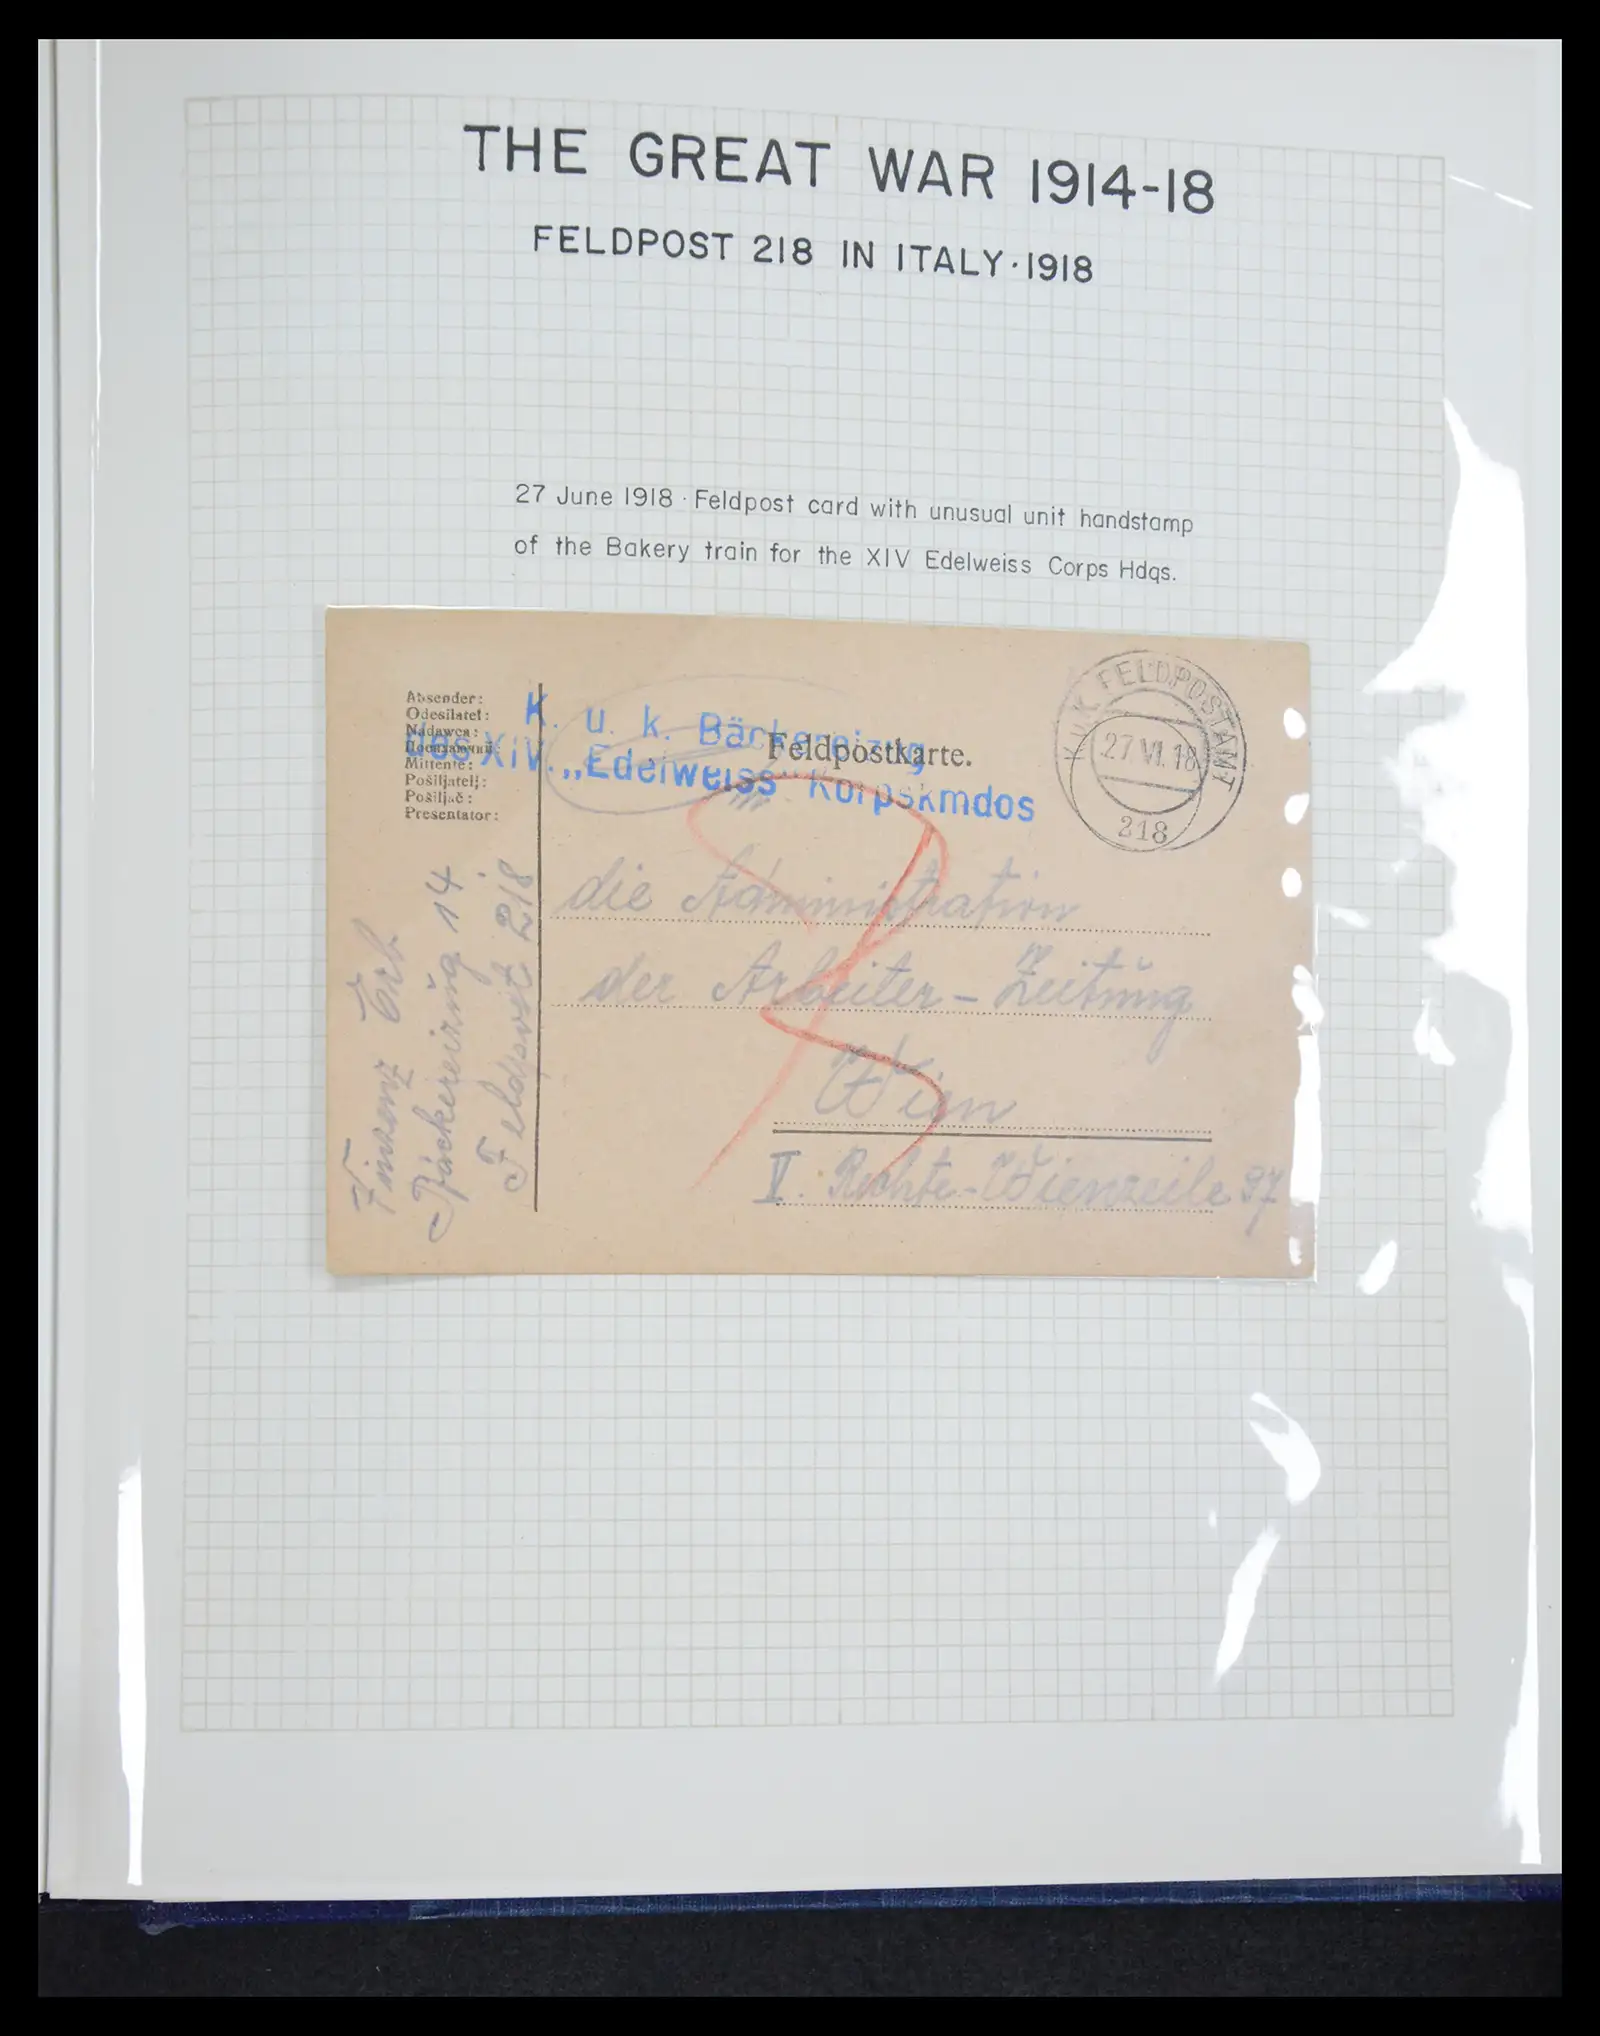 THE GREAT WAR 1914-18
FELDPOST 218 IN ITALY·1918
27 June 1918 · Feldpost card with unusual unit handstamp
of the Bakery train for the XIV Edelweiss Corps Hdqs.
Absender:
Odesílatel:
Nadawca:
Посилаючий:
Mittente:
Pošiljatelj:
Pošiljač:
Presentator:
K. u. k. Bäckereizug
des XIV. „Edelweiss" Korpskmdos
Feldpostkarte.
K.u.K. FELDPOSTAMT
27 VI. 18
218
die Administration
der Arbeiter-Zeitung
Wien
V. Rechte-Wienzeile 97
Erb
Bäckereizug 14.
Feldpost 218